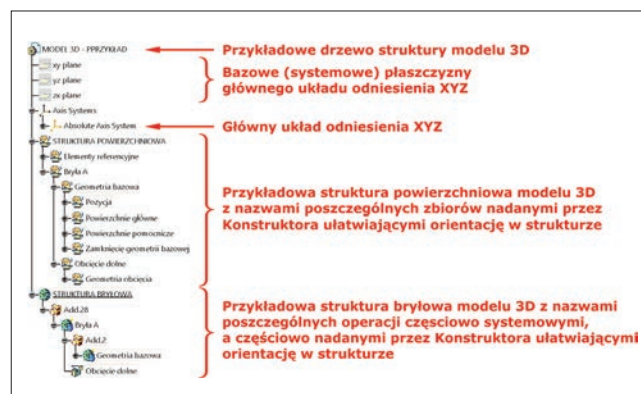 MODEL 3D - PPRZYKŁAD
Przykładowe drzewo struktury modelu 3D
xy plane
yz plane
zx plane
Bazowe (systemowe) płaszczyzny
głównego układu odniesienia XYZ
Axis Systems
Absolute Axis System
Główny układ odniesienia XYZ
STRUKTURA POWIERZCHNIOWA
Elementy referencyjne
Bryła A
Geometria bazowa
Pozycja
Powierzchnie główne
Powierzchnie pomocnicze
Zamknięcie geometrii bazowej
Obcięcie dolne
Geometria obcięcia
Przykładowa struktura powierzchniowa modelu 3D
z nazwami poszczególnych zbiorów nadanymi przez
Konstruktora ułatwiającymi orientację w strukturze
STRUKTURA BRYŁOWA
Add.28
Bryła A
Add.2
Geometria bazowa
Obcięcie dolne
Przykładowa struktura bryłowa modelu 3D z nazwami
poszczególnych operacji częsciowo systemowymi,
a częściowo nadanymi przez Konstruktora ułatwiającymi
orientację w strukturze